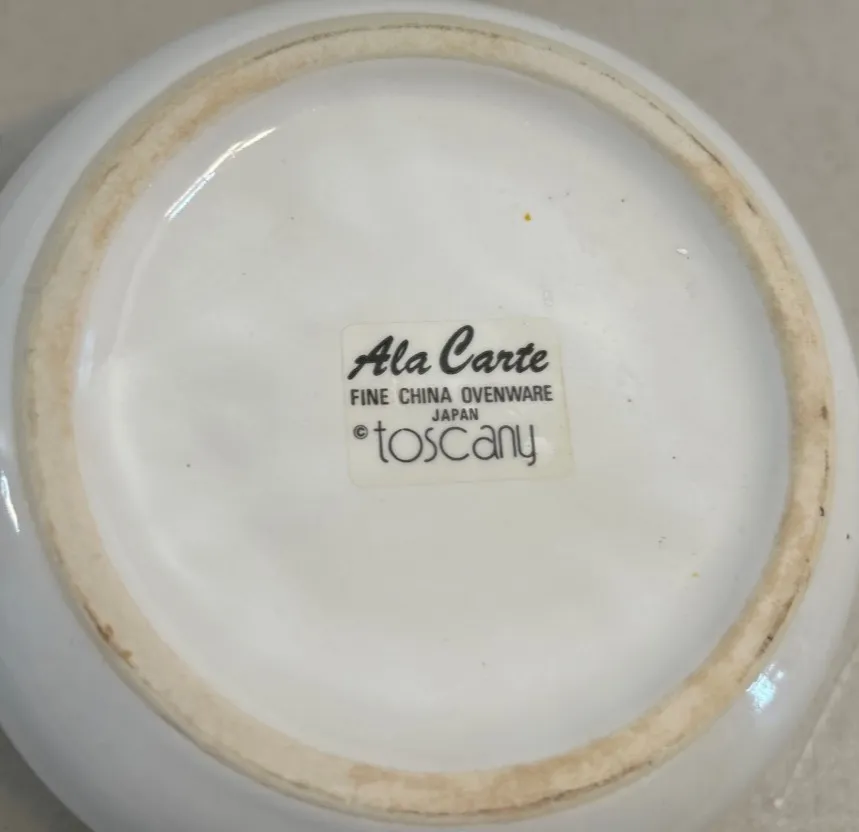 Ala Carte
FINE CHINA OVENWARE
JAPAN
© toscany